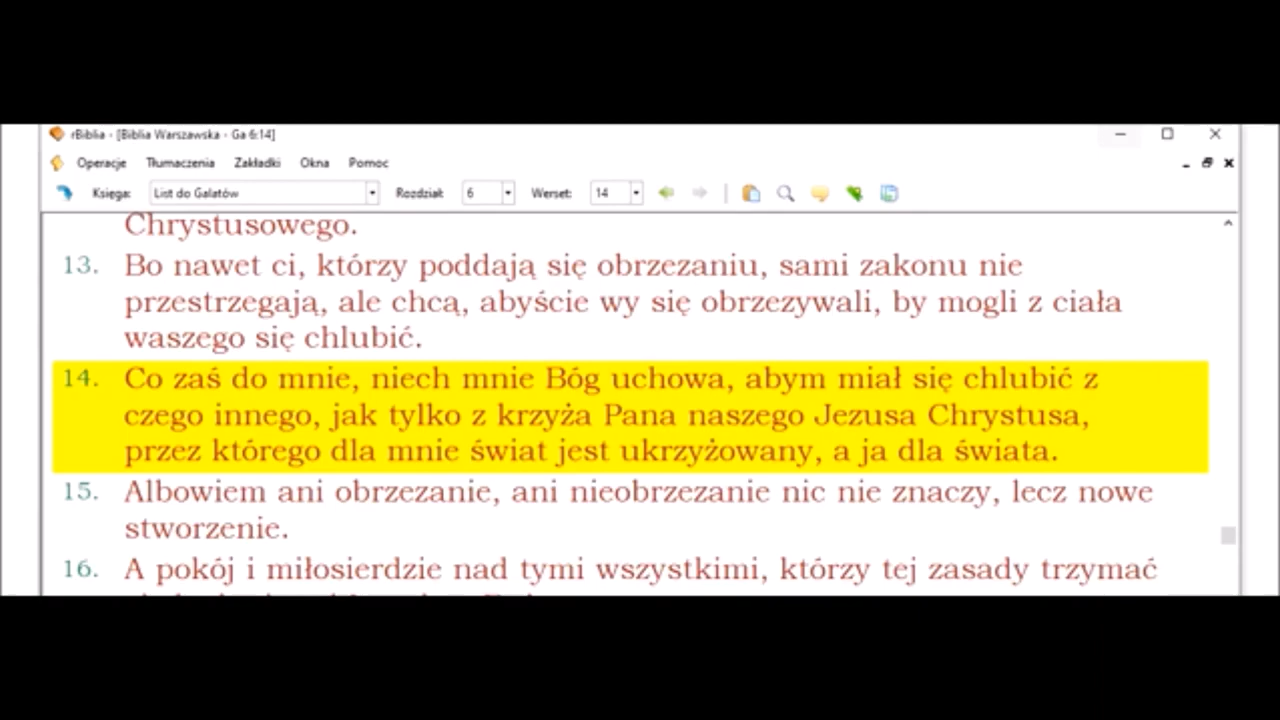 rBiblia - [Biblia Warszawska - Ga 6:14]
Operacje Tłumaczenia Zakładki Okna Pomoc
Księga: List do Galatów Rozdział: 6 Werset: 14
Chrystusowego.
13. Bo nawet ci, którzy poddają się obrzezaniu, sami zakonu nie
przestrzegają, ale chcą, abyście wy się obrzezywali, by mogli z ciała
waszego się chlubić.
14. Co zaś do mnie, niech mnie Bóg uchowa, abym miał się chlubić z
czego innego, jak tylko z krzyża Pana naszego Jezusa Chrystusa,
przez którego dla mnie świat jest ukrzyżowany, a ja dla świata.
15. Albowiem ani obrzezanie, ani nieobrzezanie nic nie znaczy, lecz nowe
stworzenie.
16. A pokój i miłosierdzie nad tymi wszystkimi, którzy tej zasady trzymać